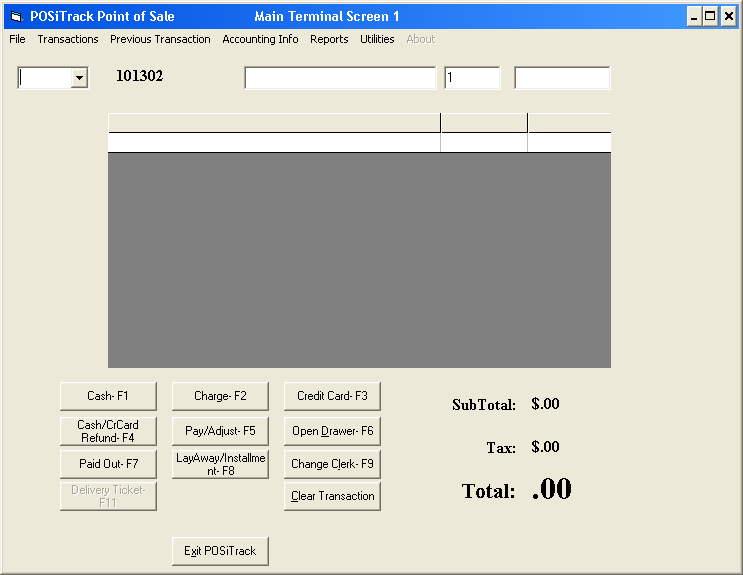 POSiTrack Point of Sale Main Terminal Screen 1
File Transactions Previous Transaction Accounting Info Reports Utilities About
101302 1
Cash- F1 Charge- F2 Credit Card- F3
Cash/CrCard
Refund- F4
Pay/Adjust- F5 Open Drawer- F6
Paid Out- F7
LayAway/Installme
nt- F8
Change Clerk- F9
Delivery Ticket-
F11
Clear Transaction
Exit POSiTrack
SubTotal: $.00
Tax: $.00
Total: .00